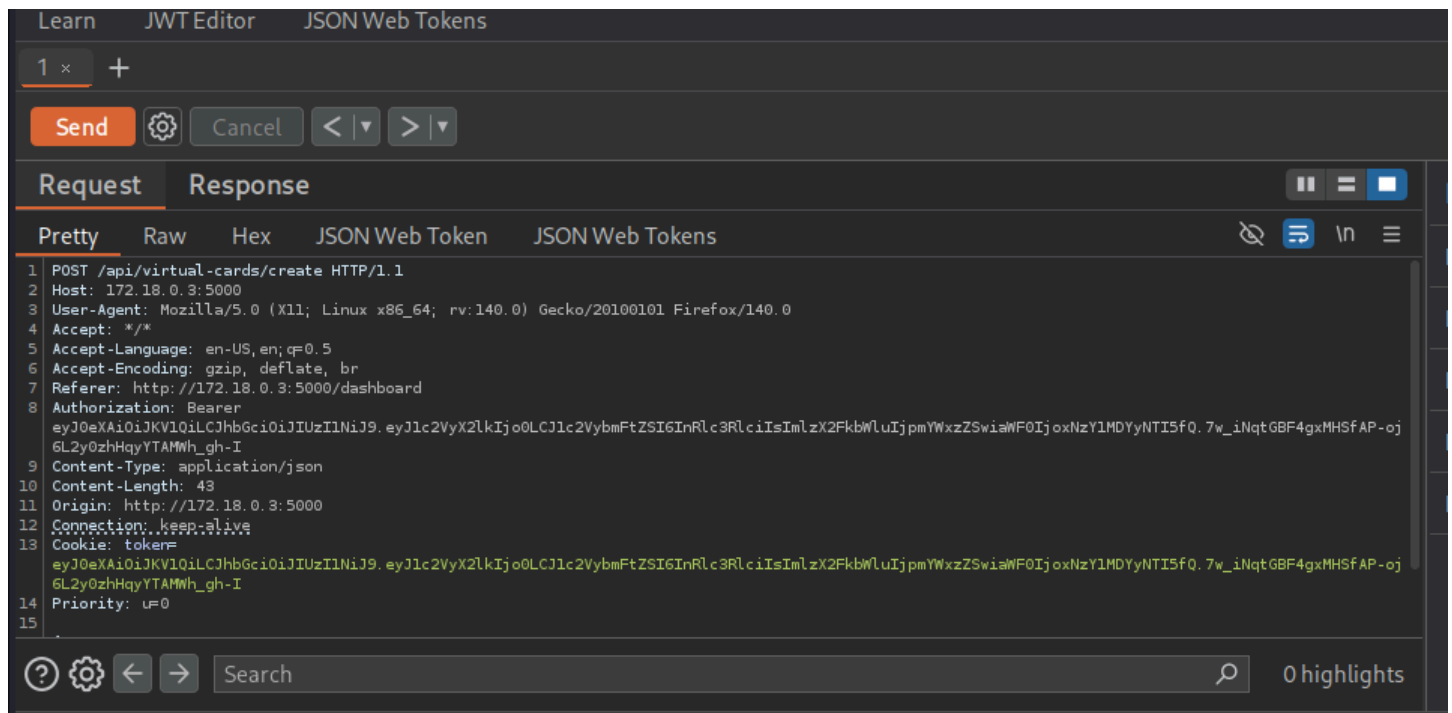 Learn JWT Editor JSON Web Tokens
1 × +
Send Cancel < ▼ > ▼
Request Response
Pretty Raw Hex JSON Web Token JSON Web Tokens \n
1 POST /api/virtual-cards/create HTTP/1.1
2 Host: 172.18.0.3:5000
3 User-Agent: Mozilla/5.0 (X11; Linux x86_64; rv:140.0) Gecko/20100101 Firefox/140.0
4 Accept: */*
5 Accept-Language: en-US,en;q=0.5
6 Accept-Encoding: gzip, deflate, br
7 Referer: http://172.18.0.3:5000/dashboard
8 Authorization: Bearer
eyJ0eXAiOiJKV1QiLCJhbGciOiJIUzI1NiJ9.eyJ1c2VyX2lkIjo0LCJ1c2VybmFtZSI6InRlc3RlciIsImlzX2FkbWluIjpmYWxzZSwiaWF0IjoxNzY1MDYyNTI5fQ.7w_iNqtGBF4gxMHSfAP-oj
6L2y0zhHqyYTAMWh_gh-I
9 Content-Type: application/json
10 Content-Length: 43
11 Origin: http://172.18.0.3:5000
12 Connection: keep-alive
13 Cookie: token=
eyJ0eXAiOiJKV1QiLCJhbGciOiJIUzI1NiJ9.eyJ1c2VyX2lkIjo0LCJ1c2VybmFtZSI6InRlc3RlciIsImlzX2FkbWluIjpmYWxzZSwiaWF0IjoxNzY1MDYyNTI5fQ.7w_iNqtGBF4gxMHSfAP-oj
6L2y0zhHqyYTAMWh_gh-I
14 Priority: u=0
15
Search 0 highlights